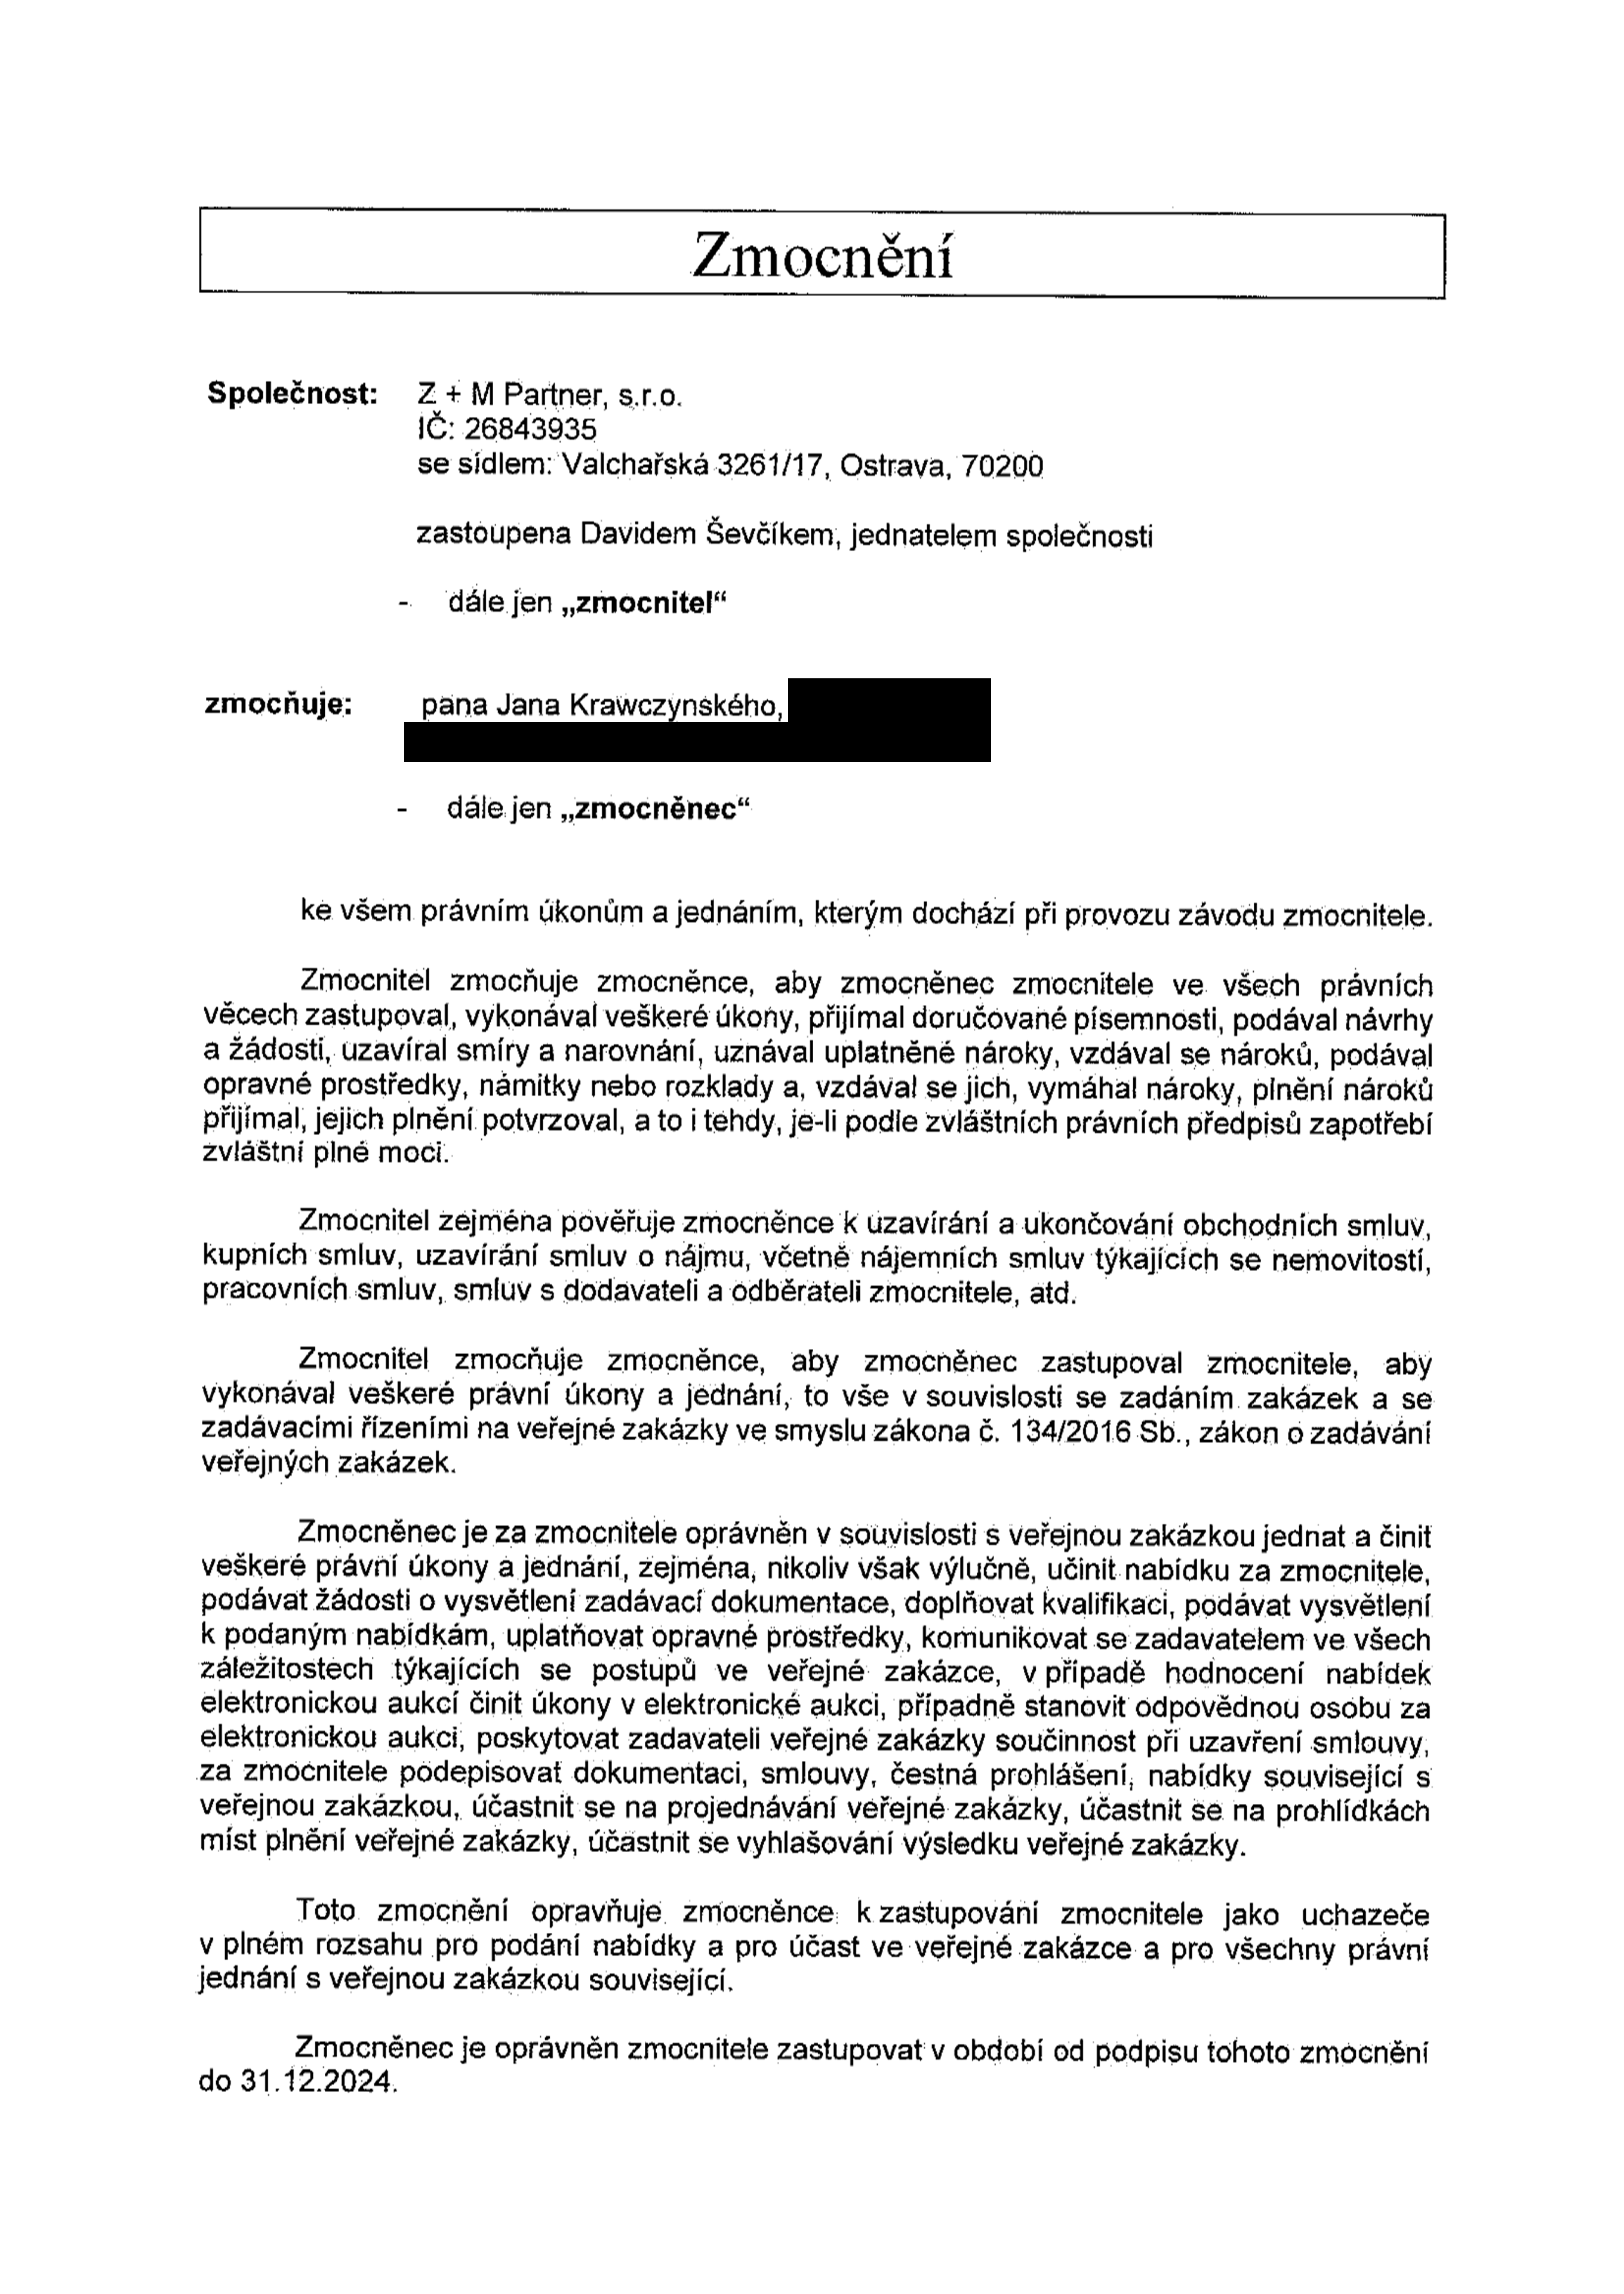 Zmocnění
Společnost: Z + M Partner, s.r.o.
IČ: 26843935
se sídlem: Valchařská 3261/17, Ostrava, 70200
zastoupena Davidem Ševčíkem, jednatelem společnosti
- dále jen „zmocnitel“
zmocňuje: pana Jana Krawczynského,
- dále jen „zmocněnec“
ke všem právním úkonům a jednáním, kterým dochází při provozu závodu zmocnitele.
Zmocnitel zmocňuje zmocněnce, aby zmocněnec zmocnitele ve všech právních
věcech zastupoval, vykonával veškeré úkony, přijímal doručované písemnosti, podával návrhy
a žádosti, uzavíral smíry a narovnání, uznával uplatněné nároky, vzdával se nároků, podával
opravné prostředky, námitky nebo rozklady a, vzdával se jich, vymáhal nároky, plnění nároků
přijímal, jejich plnění potvrzoval, a to i tehdy, je-li podle zvláštních právních předpisů zapotřebí
zvláštní plné moci.
Zmocnitel zejména pověřuje zmocněnce k uzavírání a ukončování obchodních smluv,
kupních smluv, uzavírání smluv o nájmu, včetně nájemních smluv týkajících se nemovitostí,
pracovních smluv, smluv s dodavateli a odběrateli zmocnitele, atd.
Zmocnitel zmocňuje zmocněnce, aby zmocněnec zastupoval zmocnitele, aby
vykonával veškeré právní úkony a jednání, to vše v souvislosti se zadáním zakázek a se
zadávacími řízeními na veřejné zakázky ve smyslu zákona č. 134/2016 Sb., zákon o zadávání
veřejných zakázek.
Zmocněnec je za zmocnitele oprávněn v souvislosti s veřejnou zakázkou jednat a činit
veškeré právní úkony a jednání, zejména, nikoliv však výlučně, učinit nabídku za zmocnitele,
podávat žádosti o vysvětlení zadávací dokumentace, doplňovat kvalifikaci, podávat vysvětlení
k podaným nabídkám, uplatňovat opravné prostředky, komunikovat se zadavatelem ve všech
záležitostech týkajících se postupů ve veřejné zakázce, v případě hodnocení nabídek
elektronickou aukcí činit úkony v elektronické aukci, případně stanovit odpovědnou osobu za
elektronickou aukci, poskytovat zadavateli veřejné zakázky součinnost při uzavření smlouvy,
za zmocnitele podepisovat dokumentaci, smlouvy, čestná prohlášení, nabídky související s
veřejnou zakázkou, účastnit se na projednávání veřejné zakázky, účastnit se na prohlídkách
míst plnění veřejné zakázky, účastnit se vyhlašování výsledku veřejné zakázky.
Toto zmocnění opravňuje zmocněnce k zastupování zmocnitele jako uchazeče
v plném rozsahu pro podání nabídky a pro účast ve veřejné zakázce a pro všechny právní
jednání s veřejnou zakázkou související.
Zmocněnec je oprávněn zmocnitele zastupovat v období od podpisu tohoto zmocnění
do 31.12.2024.